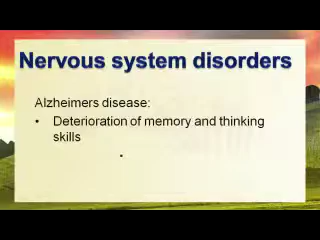 Nervous system disorders
Alzheimers disease:
• Deterioration of memory and thinking
skills